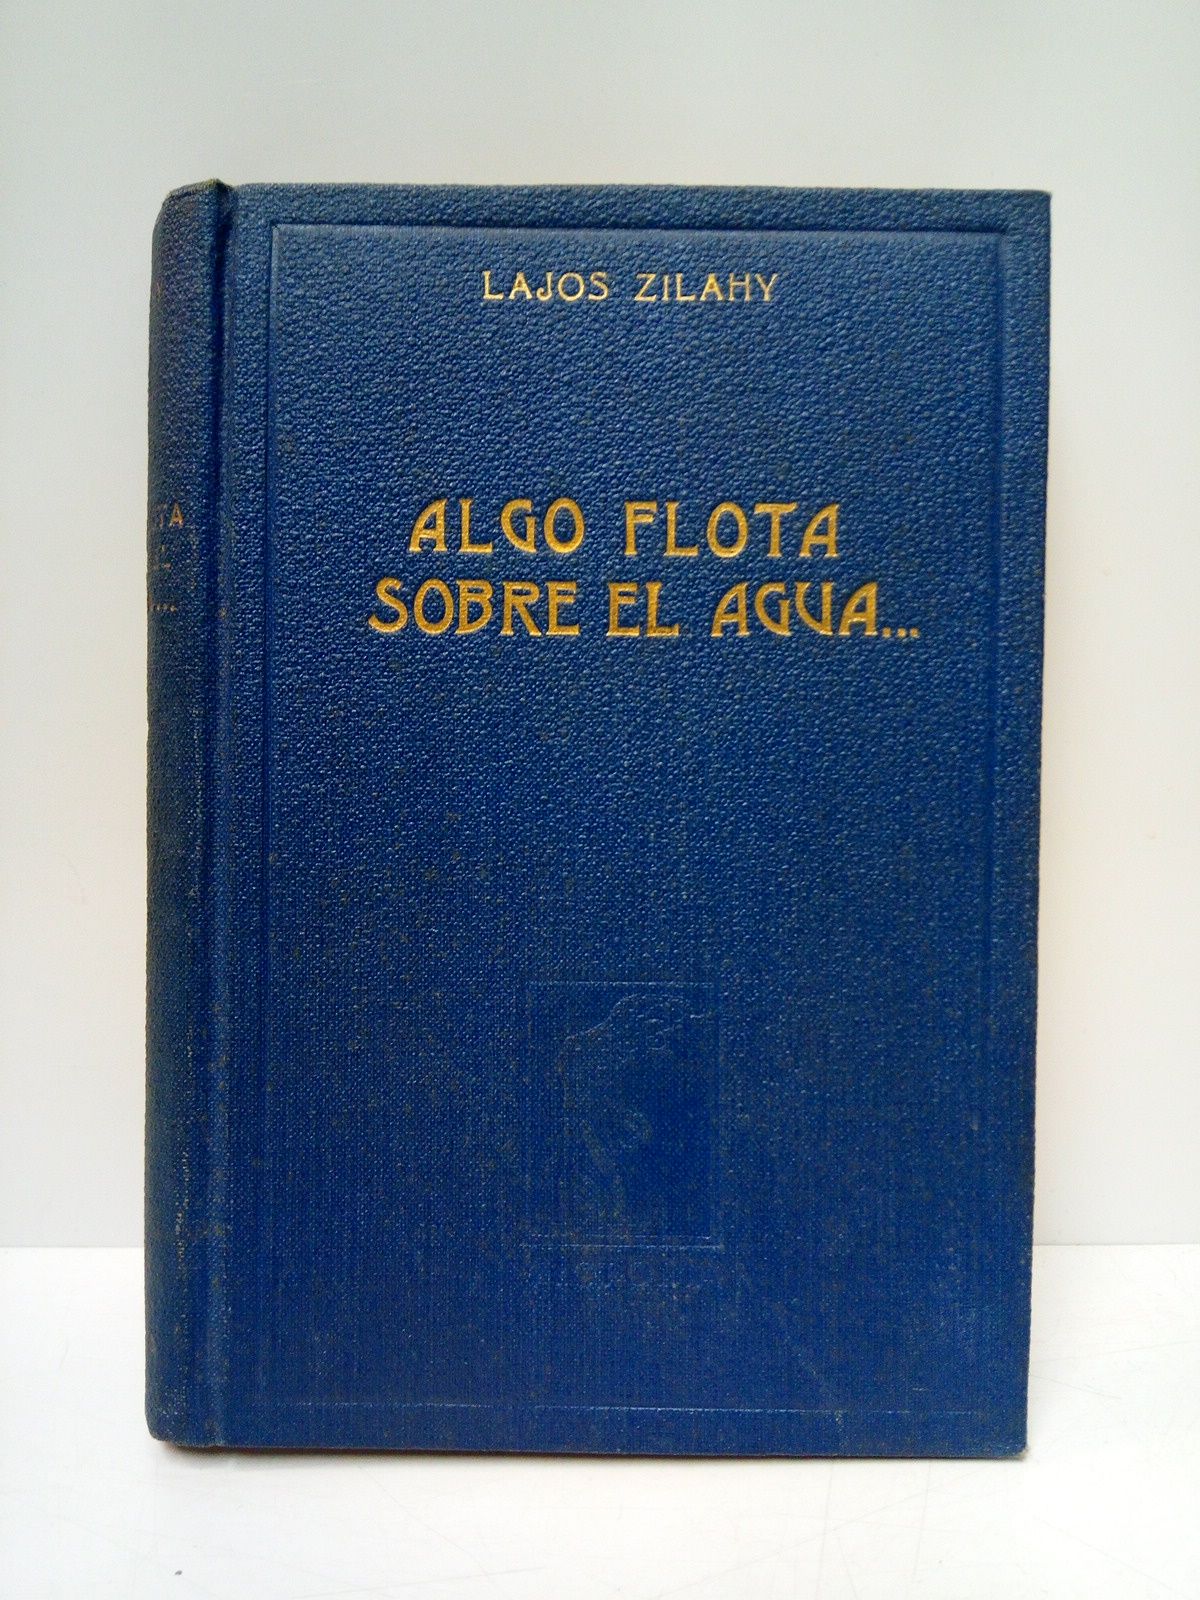 LAJOS ZILAHY
ALGO FLOTA
SOBRE EL AGUA...